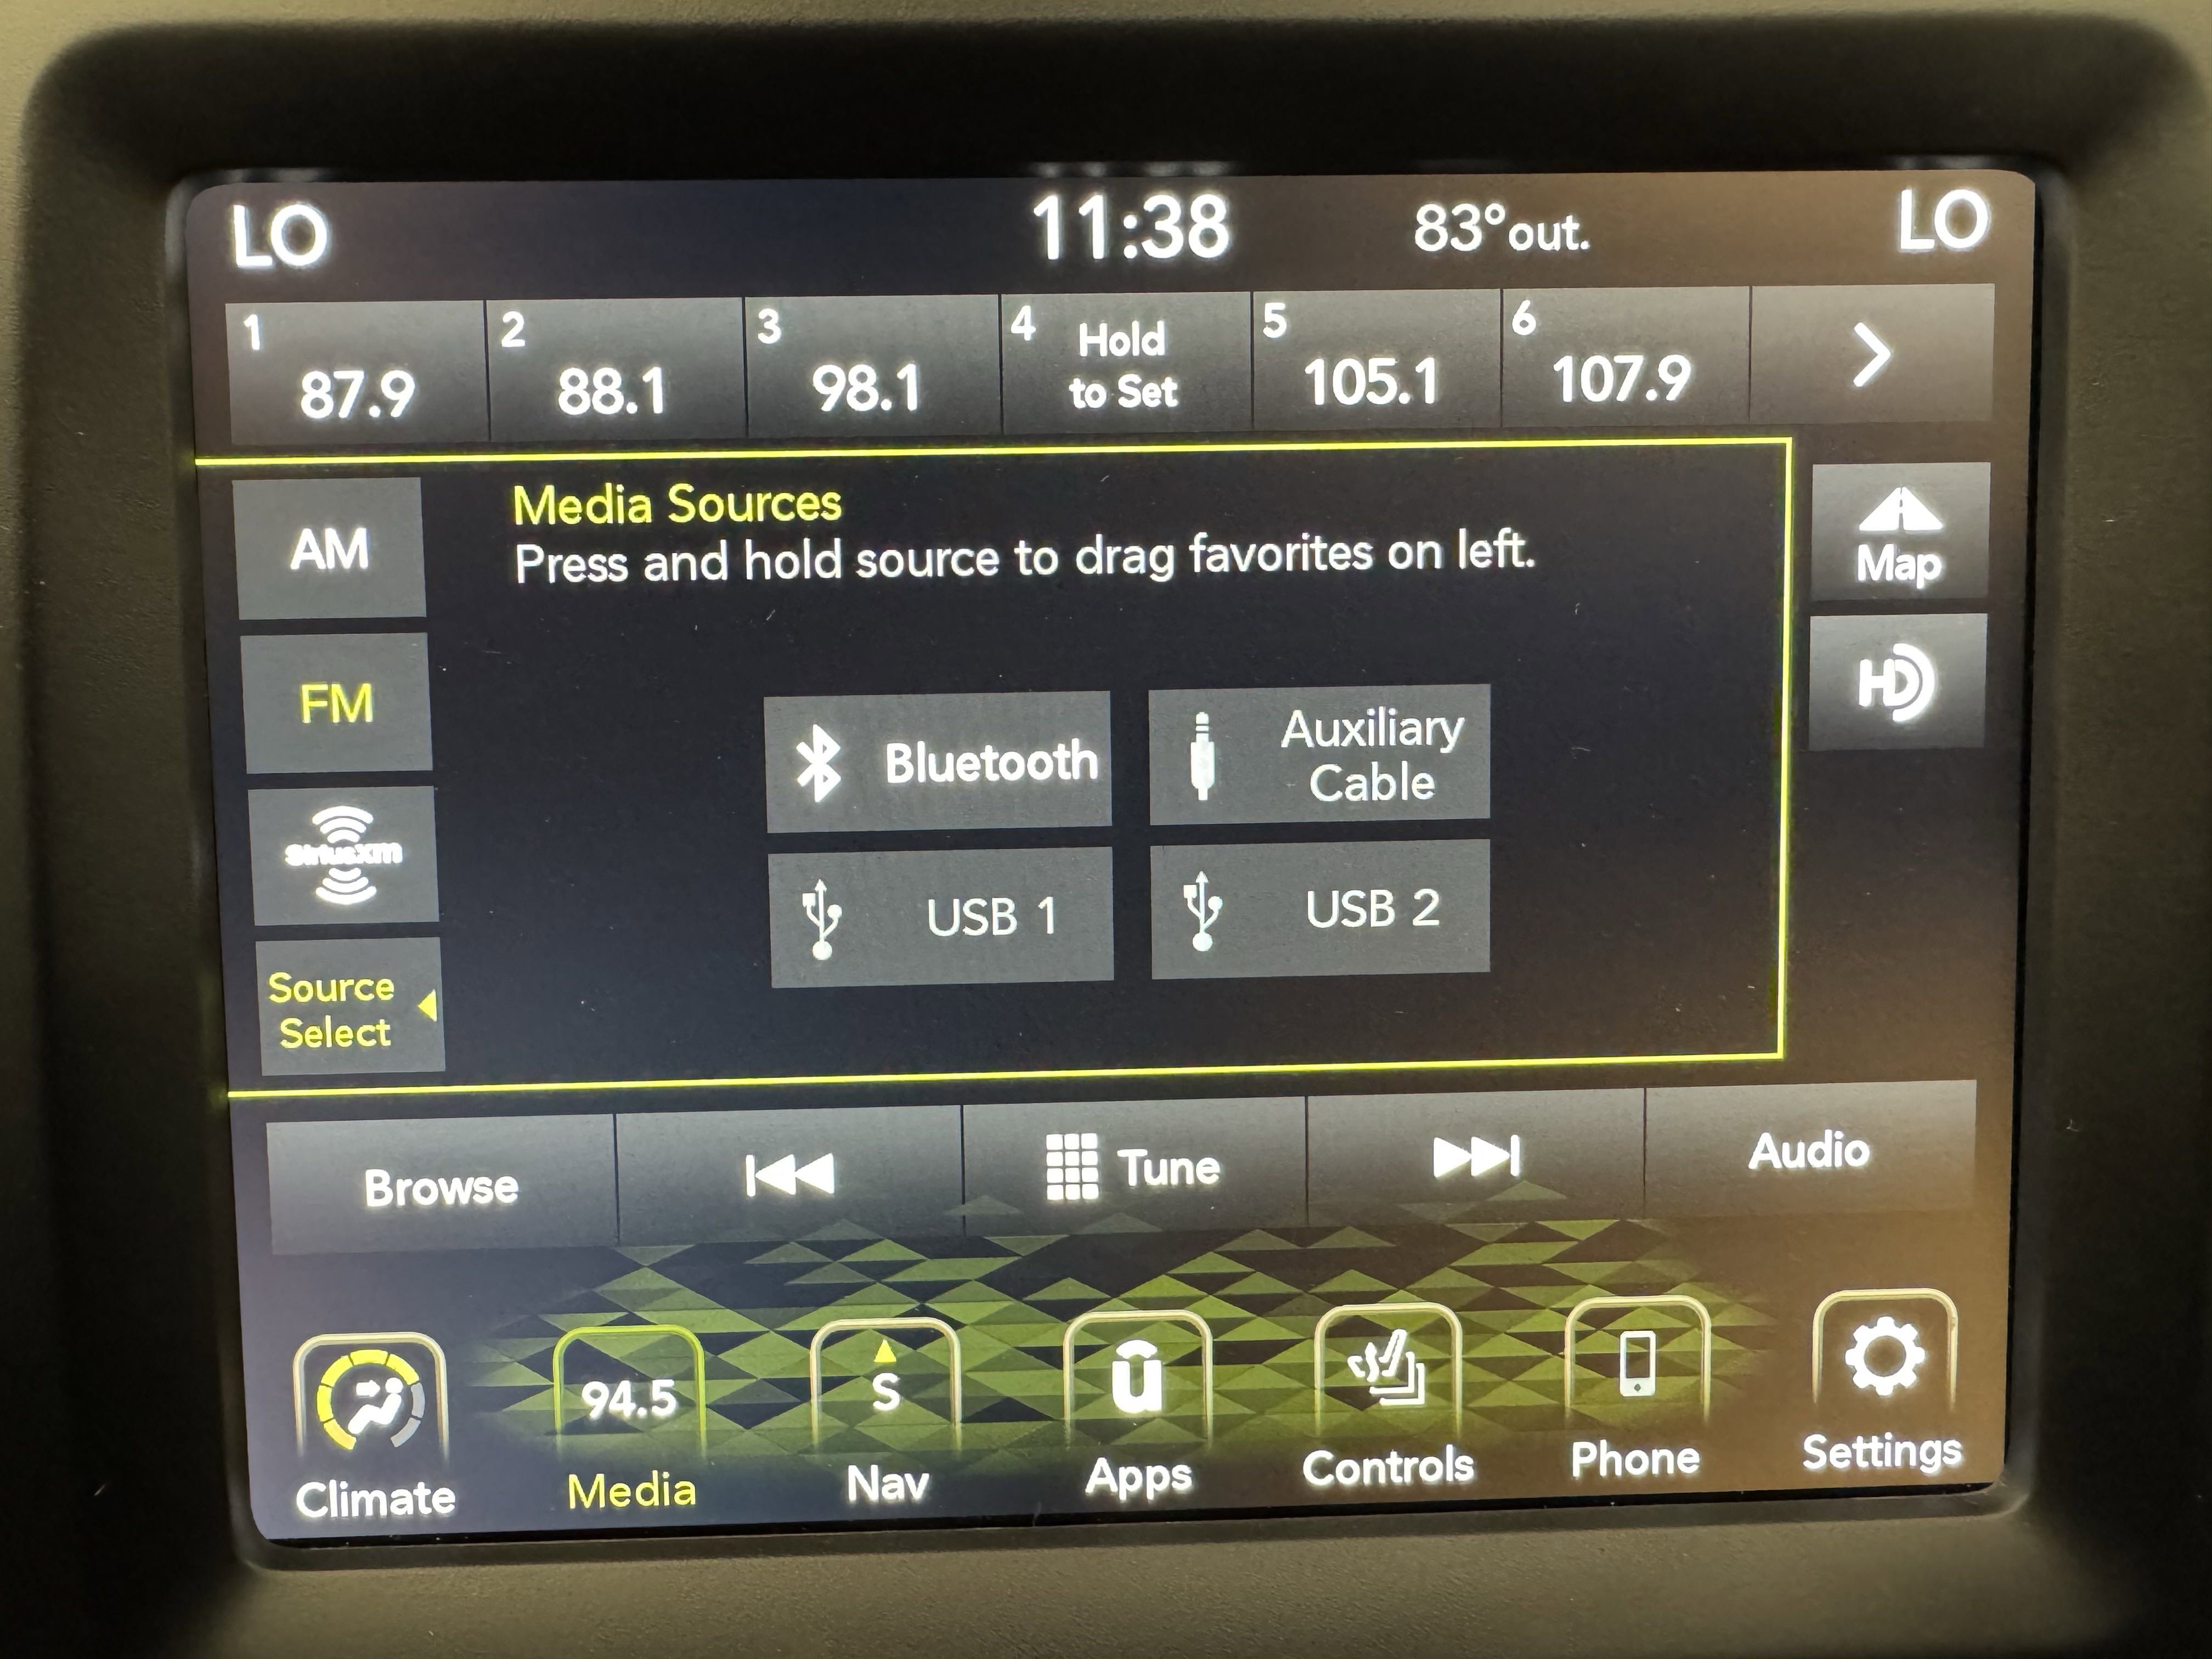 LO 11:38 83°out. LO
1 2 3 4 Hold 5 6
87.9 88.1 98.1 to Set 105.1 107.9
AM
FM
SiriusXM
Source
Select
Media Sources
Press and hold source to drag favorites on left.
Bluetooth
Auxiliary
Cable
USB 1
USB 2
Map
HD
Browse Tune Audio
94.5 S u
Climate Media Nav Apps Controls Phone Settings